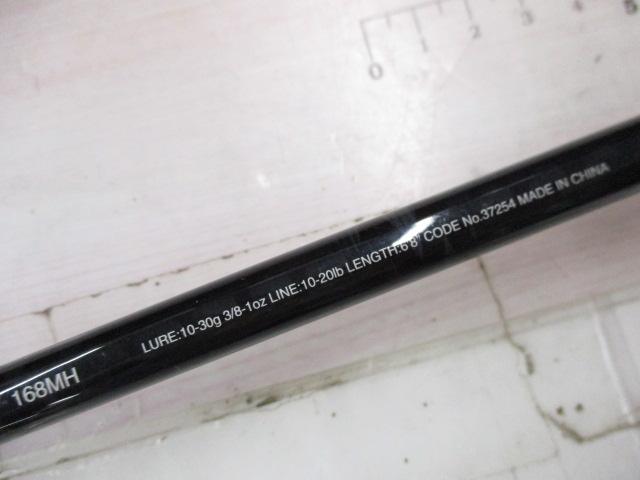 0 1 2 3 4 5
168MH LURE:10-30g 3/8-1oz LINE:10-20lb LENGTH:6'8" CODE No.37254 MADE IN CHINA